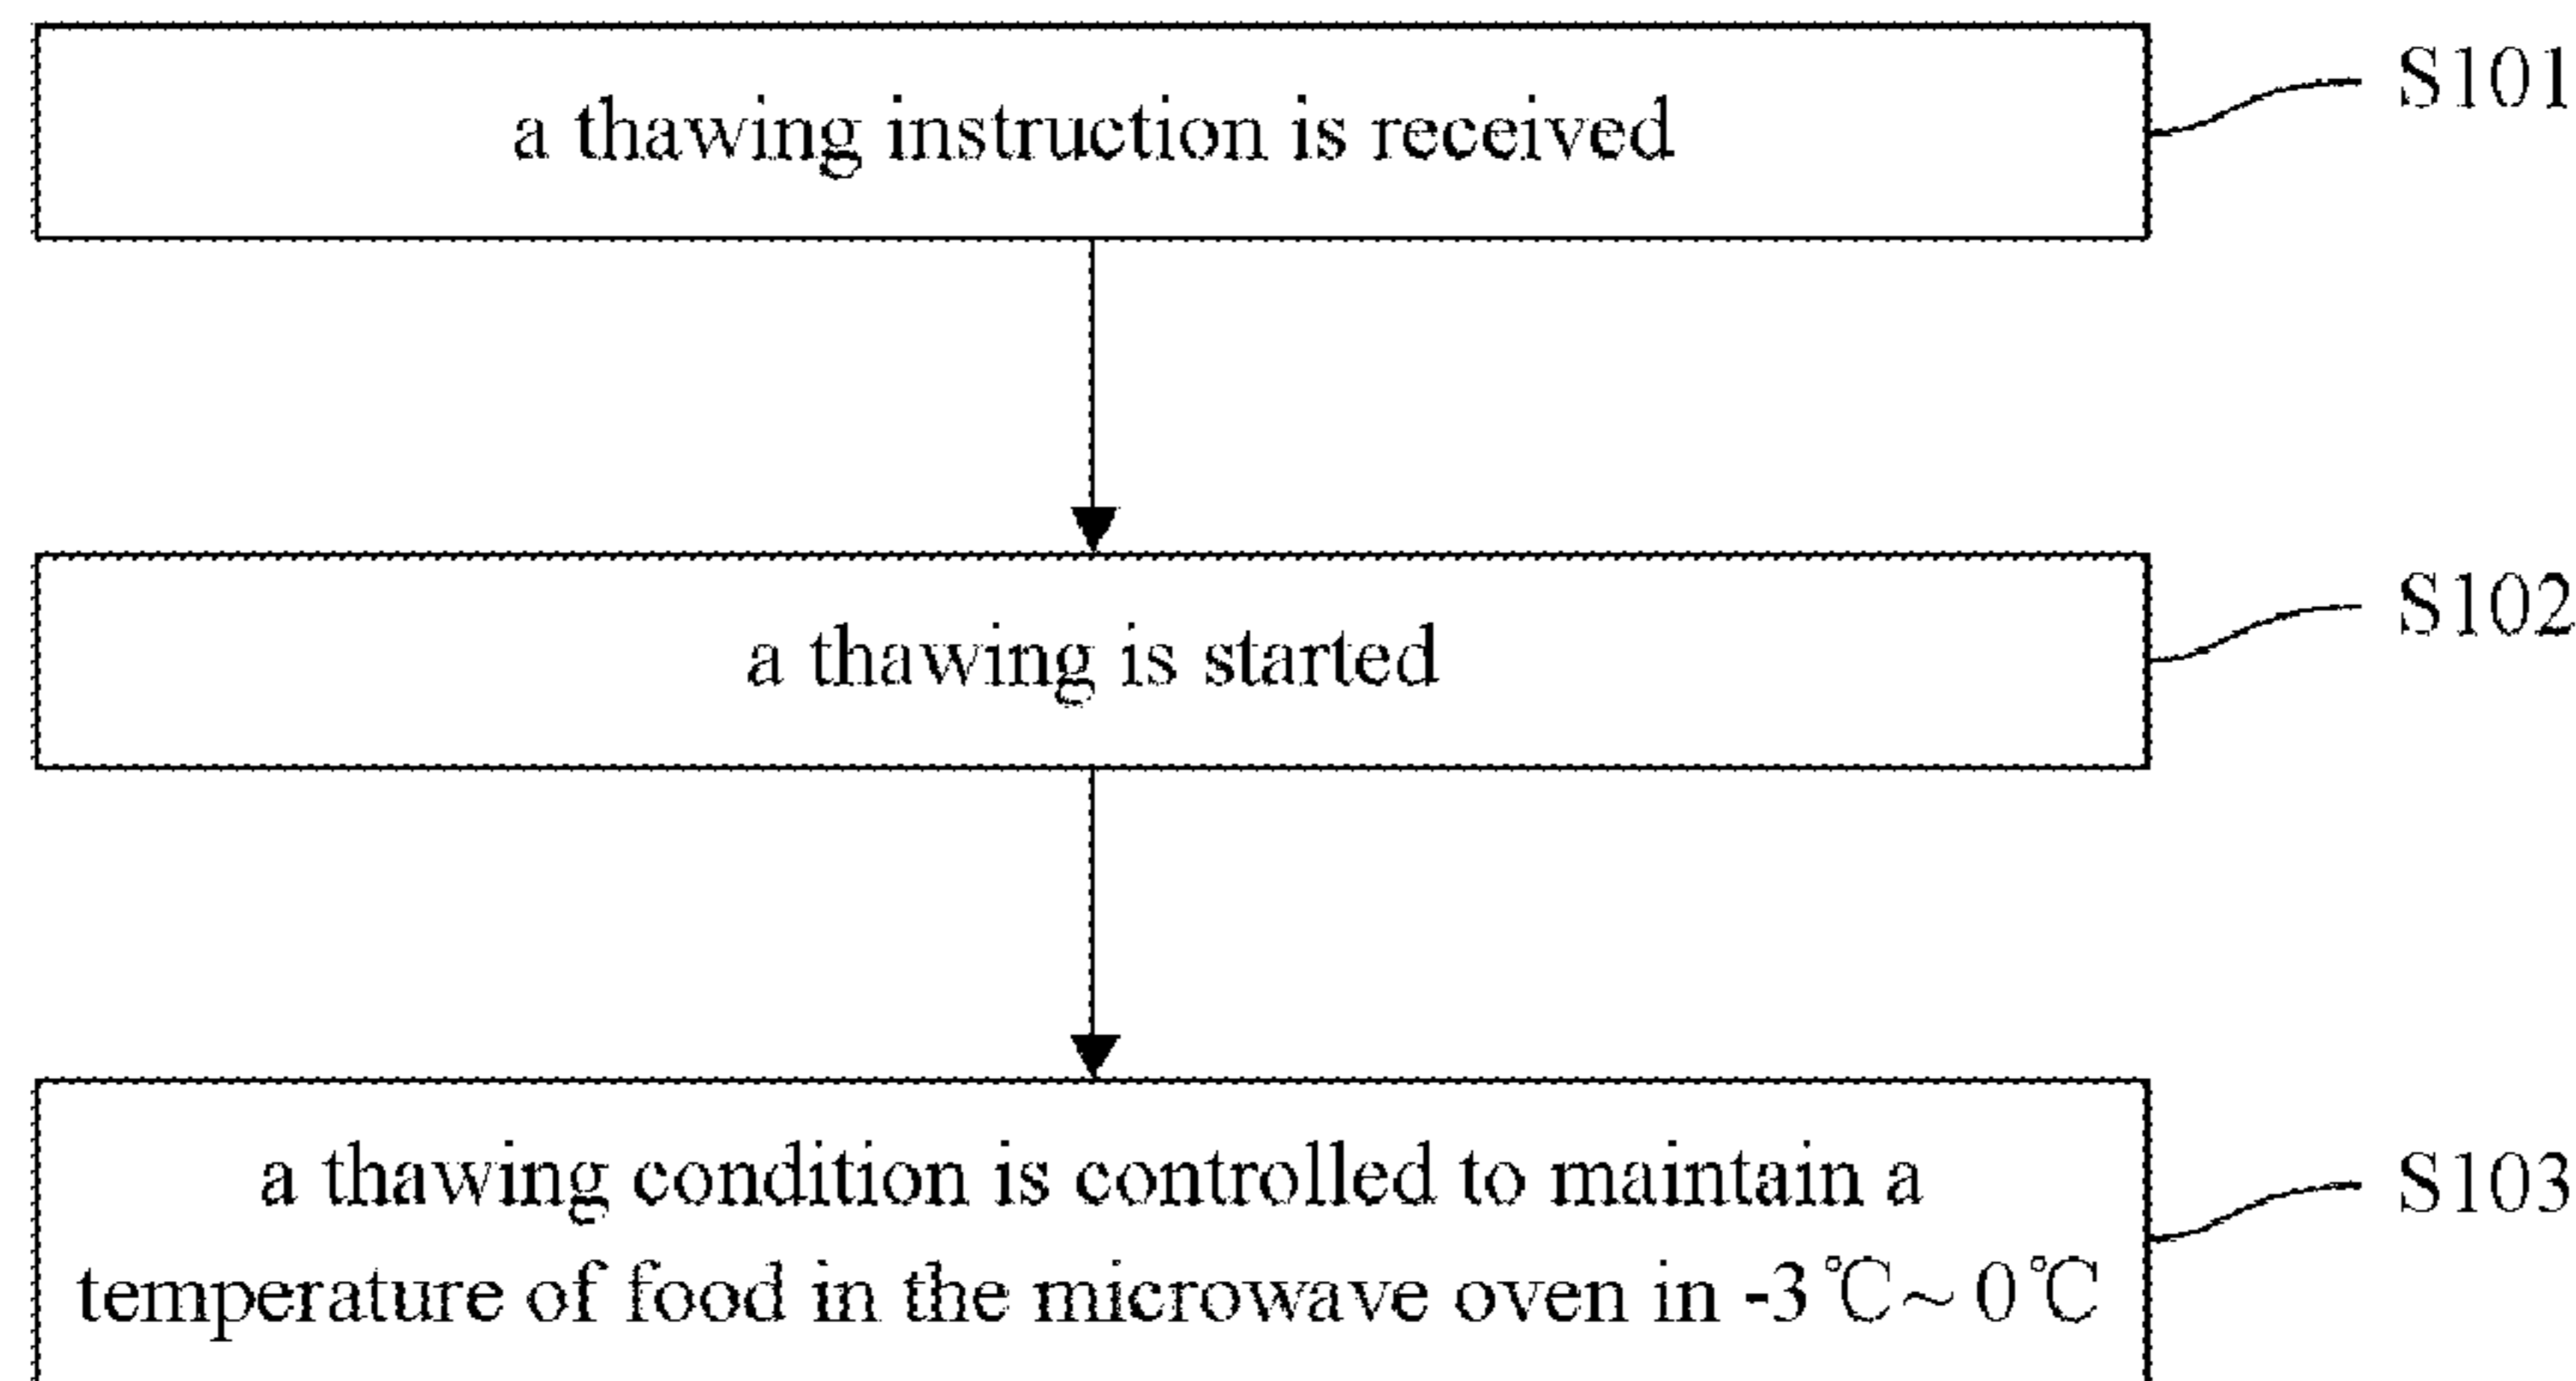 a thawing instruction is received
S101
a thawing is started
S102
a thawing condition is controlled to maintain a
temperature of food in the microwave oven in -3℃~0℃
S103